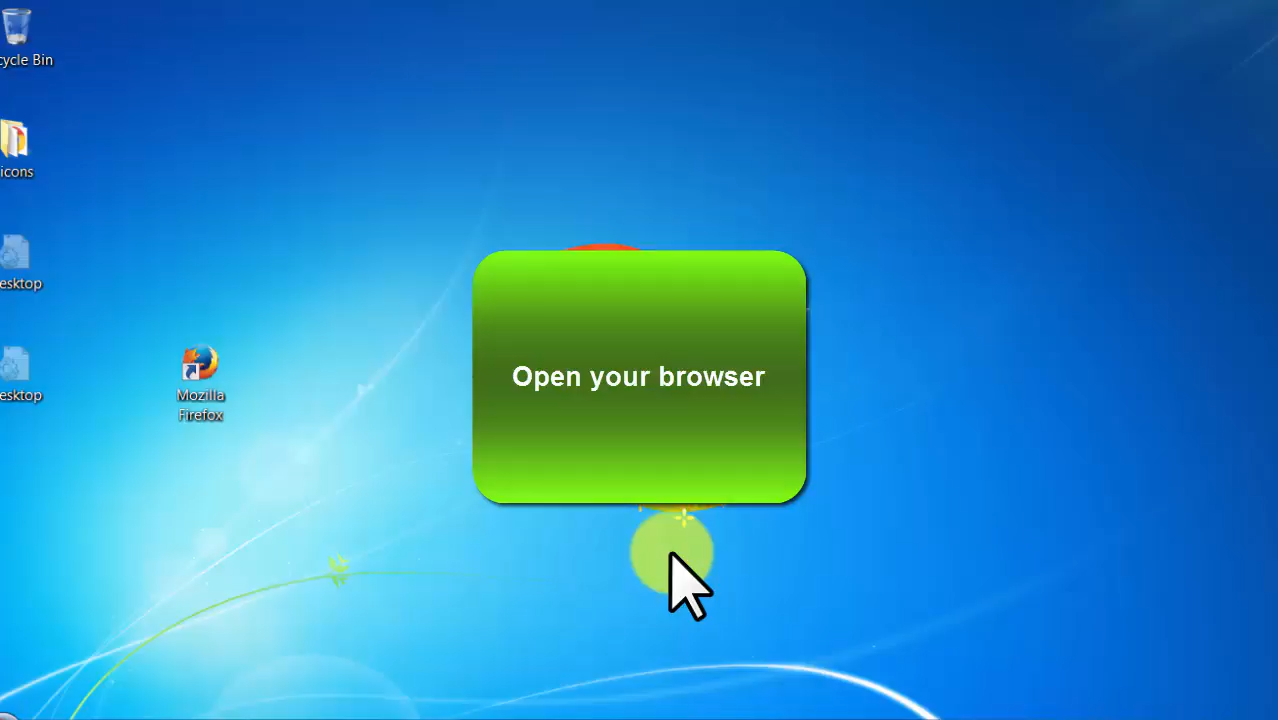 cycle Bin
icons
esktop
esktop
Mozilla
Firefox
Open your browser